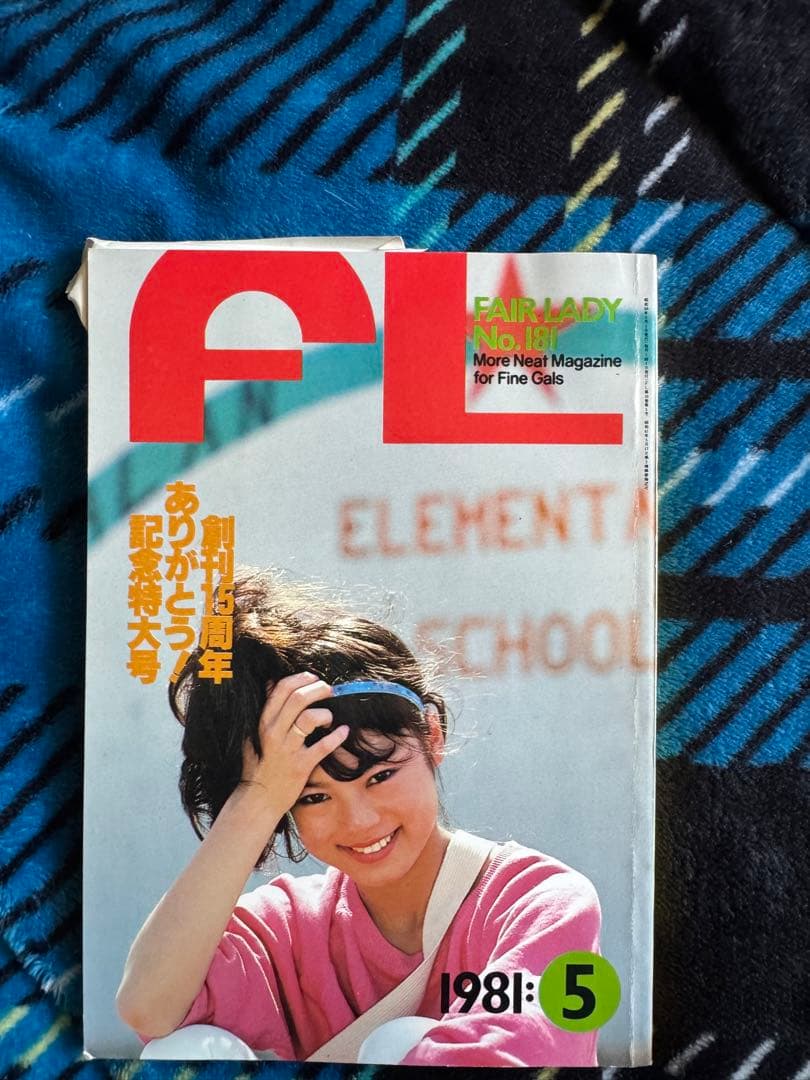 FL
FAIR LADY
No.181
More Neat Magazine
for Fine Gals
創刊15周年
ありがとう!
記念特大号
ELEMENTA
SCHOOL
1981:5